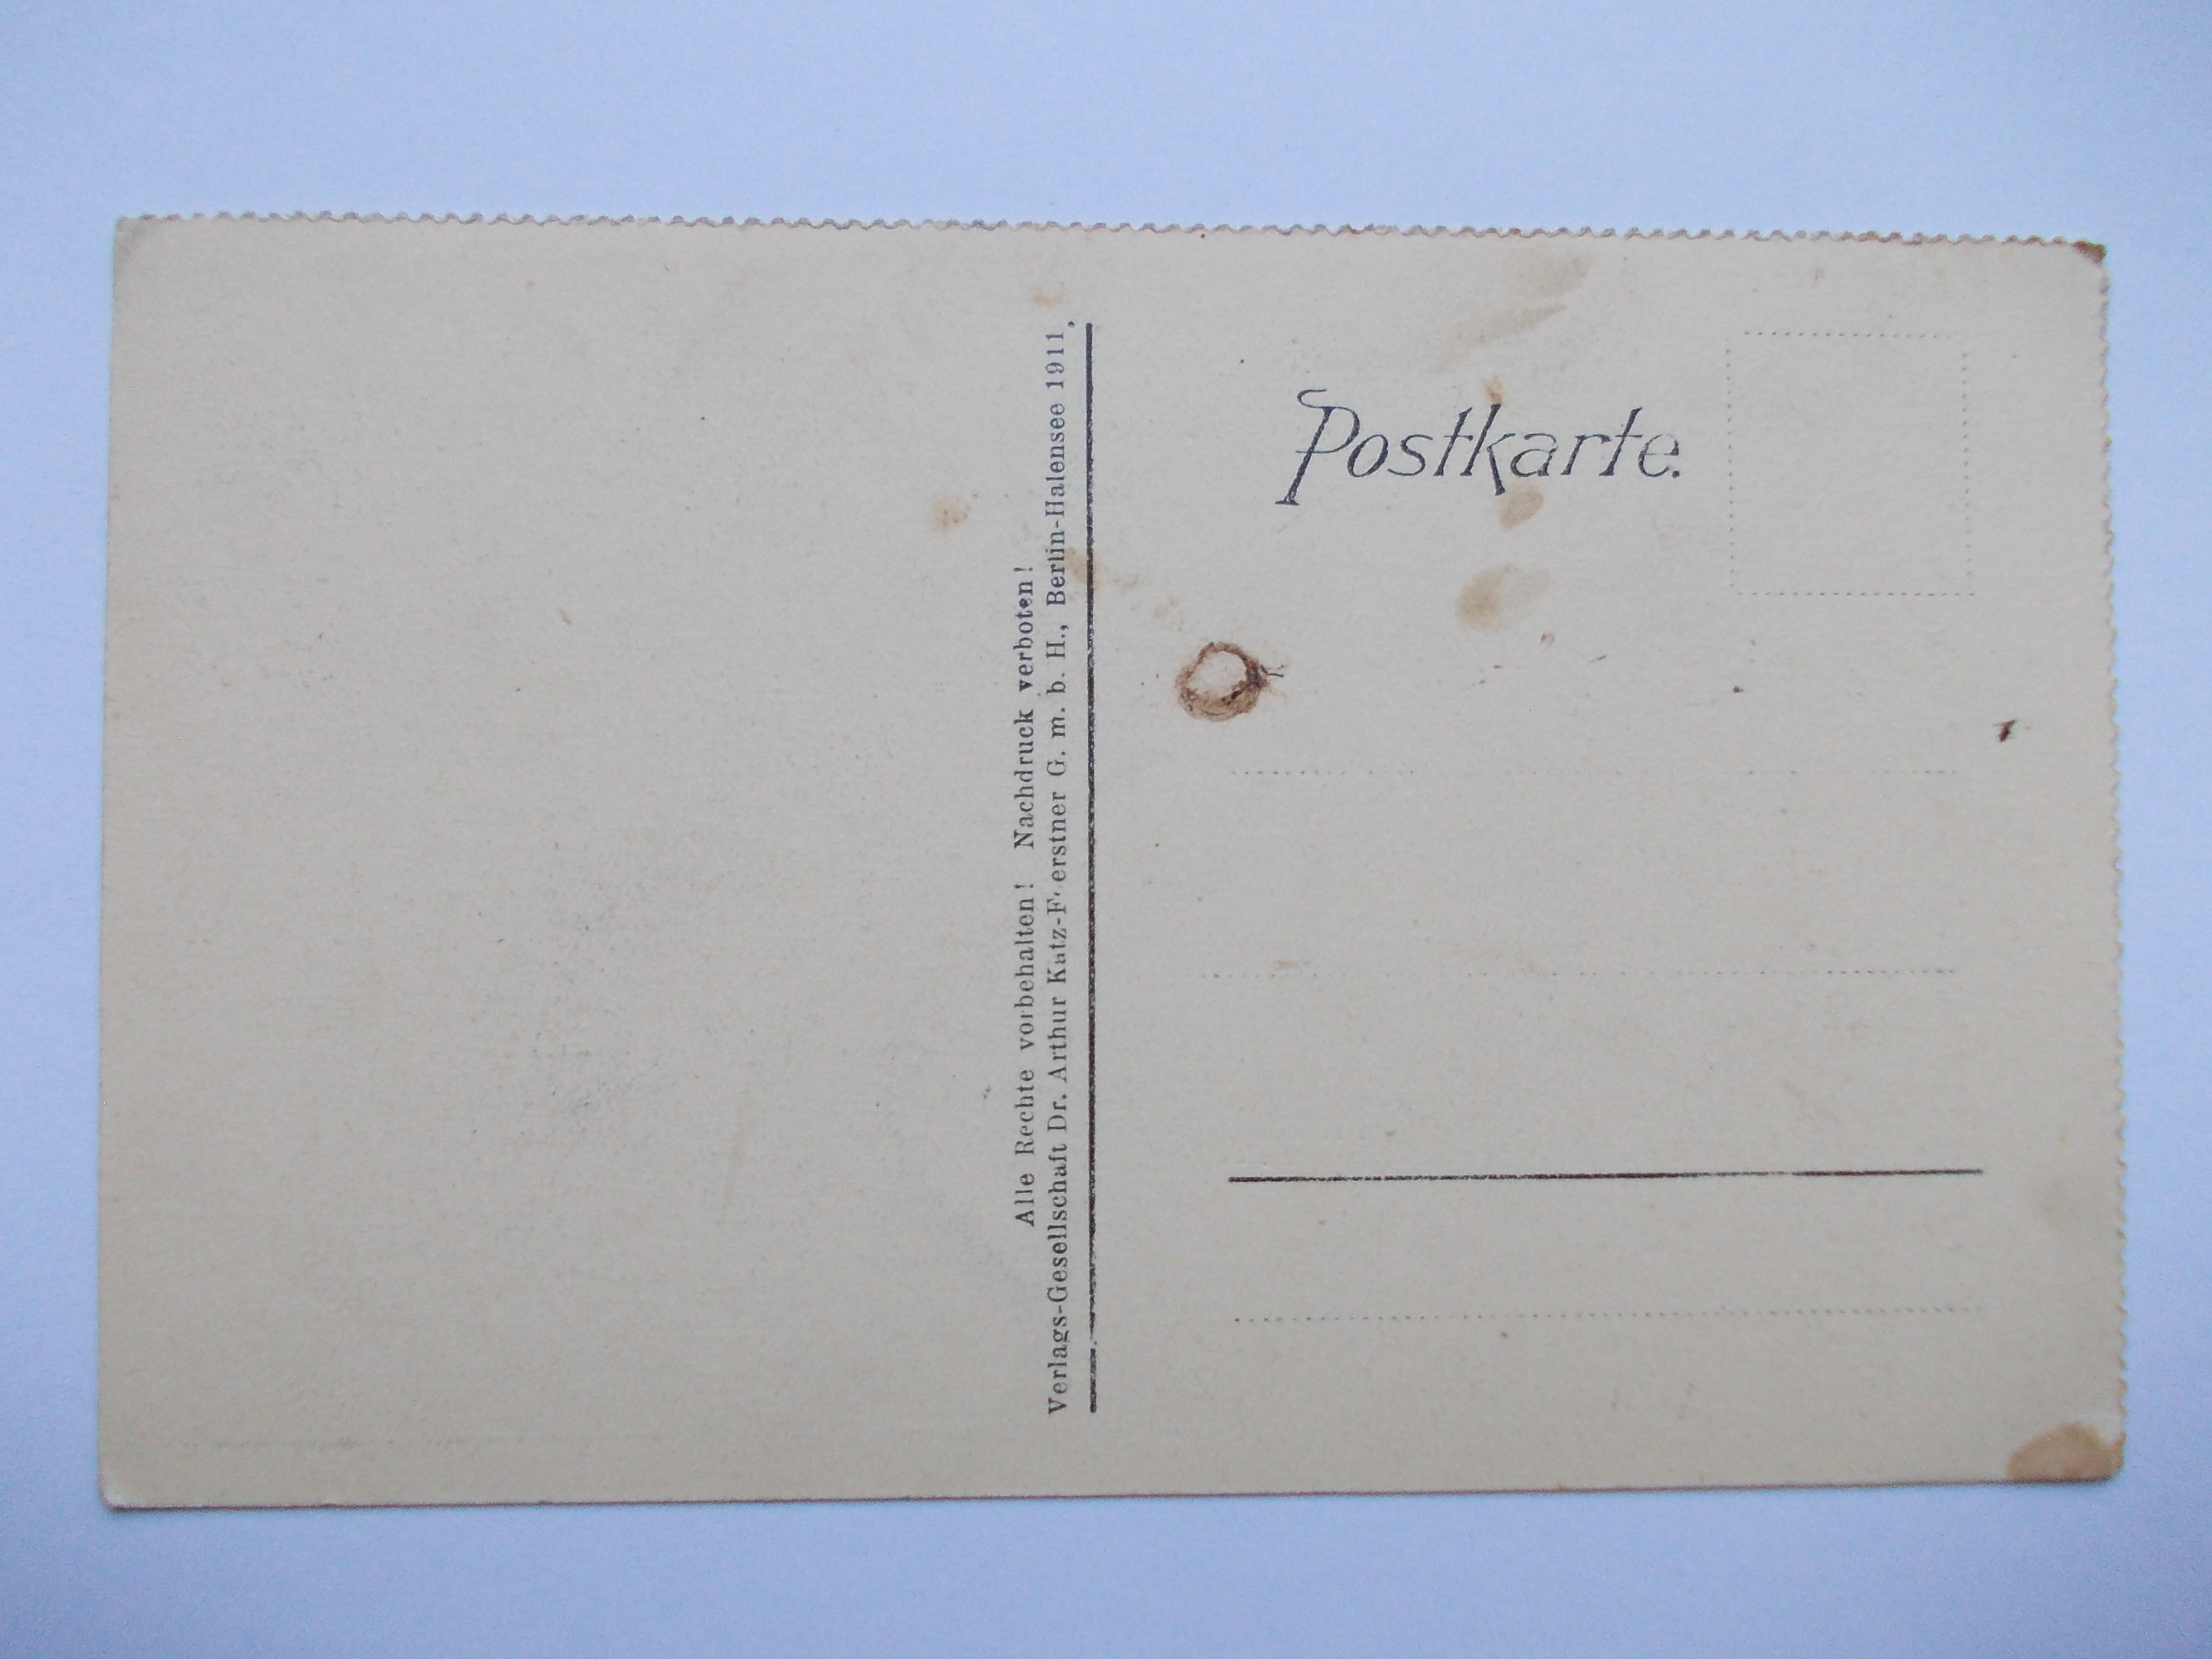 Alle Rechte vorbehalten! Nachdruck verboten!
Verlags-Gesellschaft Dr. Arthur Katz-Foerstner G. m. b. H., Berlin-Halensee 1911.
Postkarte.